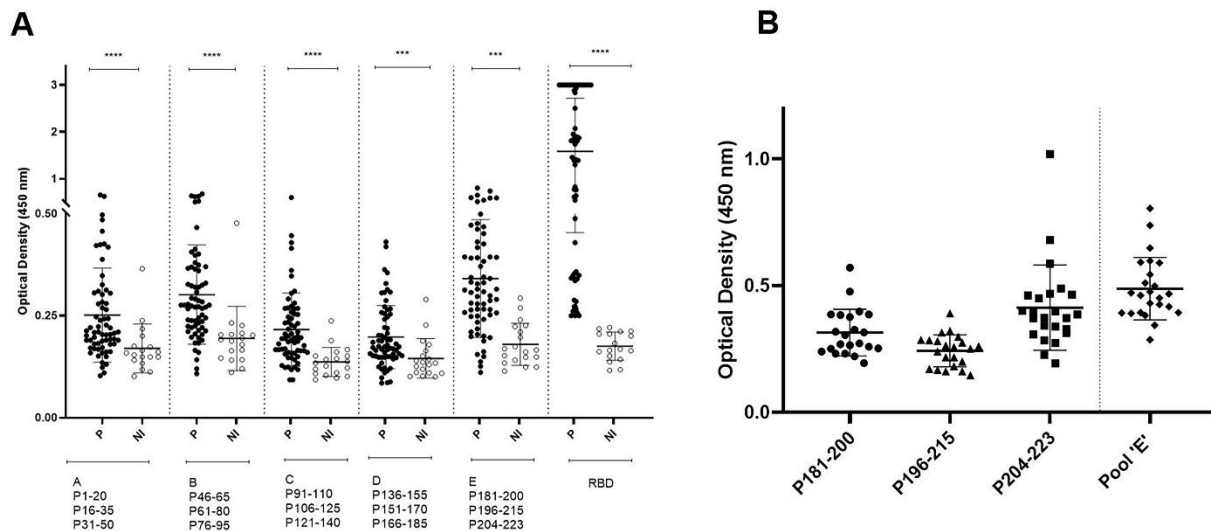 A
B
**** **** **** *** *** ****
Optical Density (450 nm)
3
2
1
0.50
0.25
0.00
P NI P NI P NI P NI P NI P NI
A B C D E RBD
P1-20 P46-65 P91-110 P136-155 P181-200
P16-35 P61-80 P106-125 P151-170 P196-215
P31-50 P76-95 P121-140 P166-185 P204-223
Optical Density (450 nm)
1.0
0.5
0.0
P181-200 P196-215 P204-223 Pool 'E'